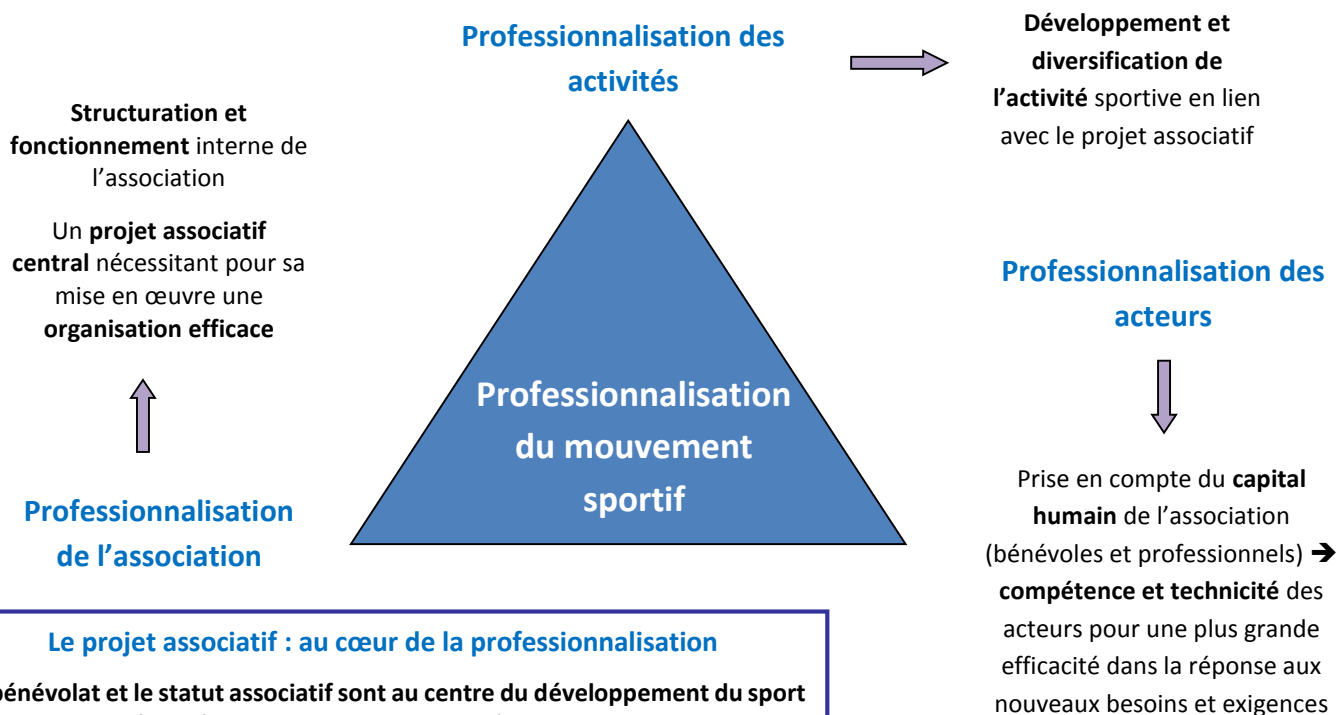 Professionnalisation des
activités
Développement et
diversification de
l’activité sportive en lien
avec le projet associatif
Structuration et
fonctionnement interne de
l’association
Un projet associatif
central nécessitant pour sa
mise en œuvre une
organisation efficace
Professionnalisation
de l’association
Professionnalisation
du mouvement
sportif
Professionnalisation des
acteurs
Prise en compte du capital
humain de l’association
(bénévoles et professionnels) ➔
compétence et technicité des
acteurs pour une plus grande
efficacité dans la réponse aux
nouveaux besoins et exigences
Le projet associatif : au cœur de la professionnalisation
bénévolat et le statut associatif sont au centre du développement du sport